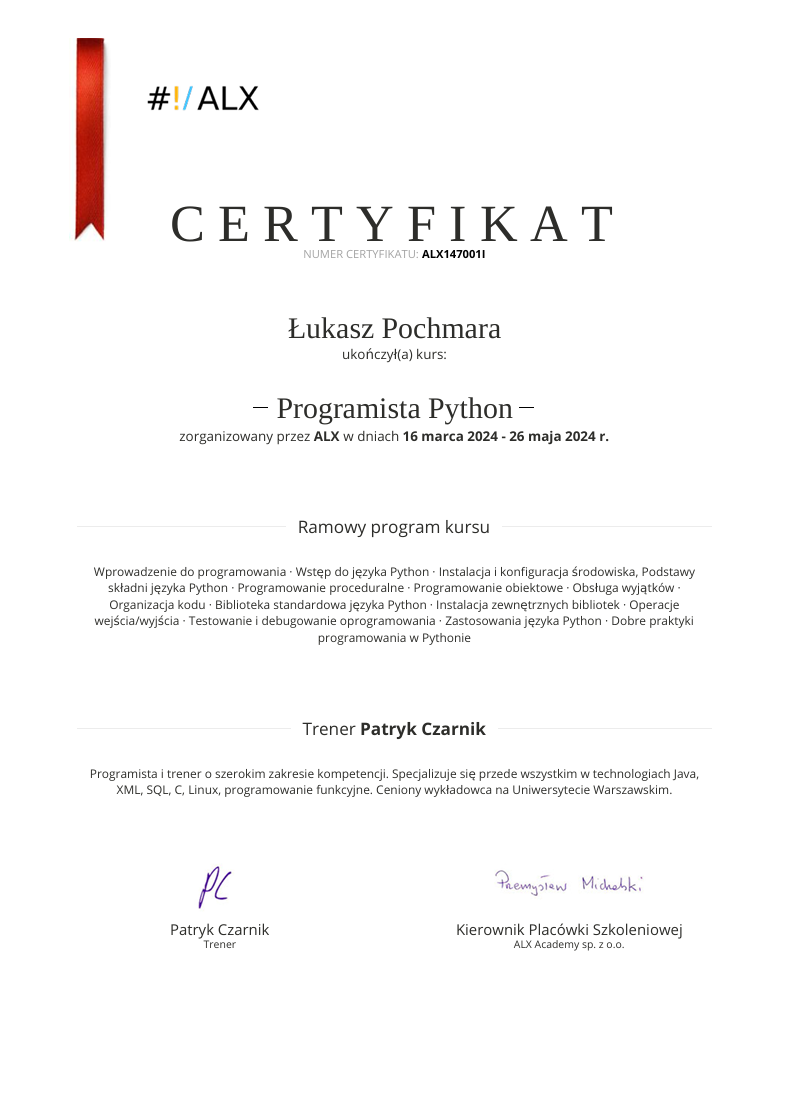 #!/ALX
CERTYFIKAT
NUMER CERTYFIKATU: ALX147001I
Łukasz Pochmara
ukończył(a) kurs:
– Programista Python –
zorganizowany przez ALX w dniach 16 marca 2024 - 26 maja 2024 r.
Ramowy program kursu
Wprowadzenie do programowania · Wstęp do języka Python · Instalacja i konfiguracja środowiska, Podstawy
składni języka Python · Programowanie proceduralne · Programowanie obiektowe · Obsługa wyjątków ·
Organizacja kodu · Biblioteka standardowa języka Python · Instalacja zewnętrznych bibliotek · Operacje
wejścia/wyjścia · Testowanie i debugowanie oprogramowania · Zastosowania języka Python · Dobre praktyki
programowania w Pythonie
Trener Patryk Czarnik
Programista i trener o szerokim zakresie kompetencji. Specjalizuje się przede wszystkim w technologiach Java,
XML, SQL, C, Linux, programowanie funkcyjne. Ceniony wykładowca na Uniwersytecie Warszawskim.
PC
Przemysław Michalski
Patryk Czarnik
Kierownik Placówki Szkoleniowej
Trener
ALX Academy sp. z o.o.